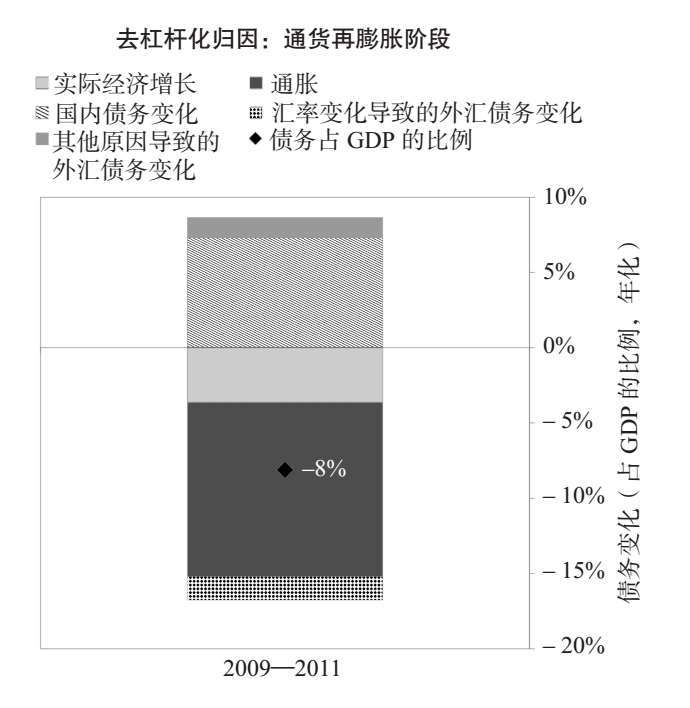 去杠杆化归因：通货再膨胀阶段
实际经济增长
通胀
国内债务变化
汇率变化导致的外汇债务变化
其他原因导致的
外汇债务变化
债务占 GDP 的比例
10%
5%
0%
–5%
–10%
–15%
–20%
–8%
2009—2011
债务变化（占 GDP 的比例，年化）